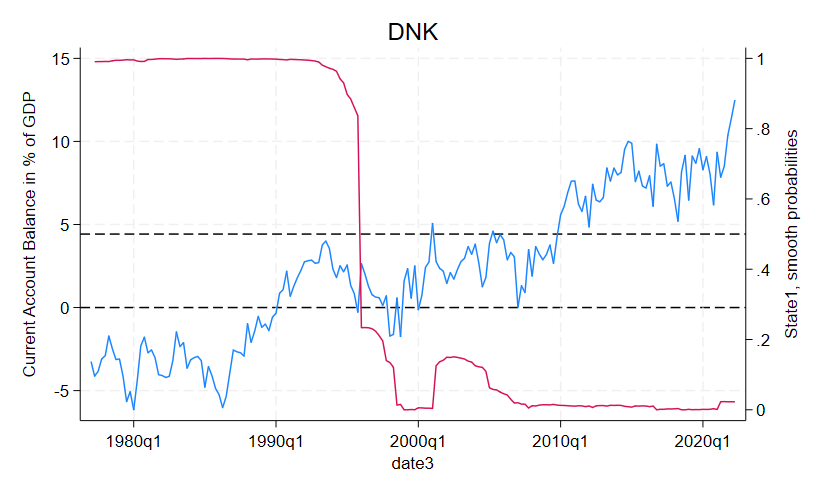 DNK
Current Account Balance in % of GDP
15
10
5
0
-5
1
.8
.6
.4
.2
0
State1, smooth probabilities
1980q1 1990q1 2000q1 2010q1 2020q1
date3